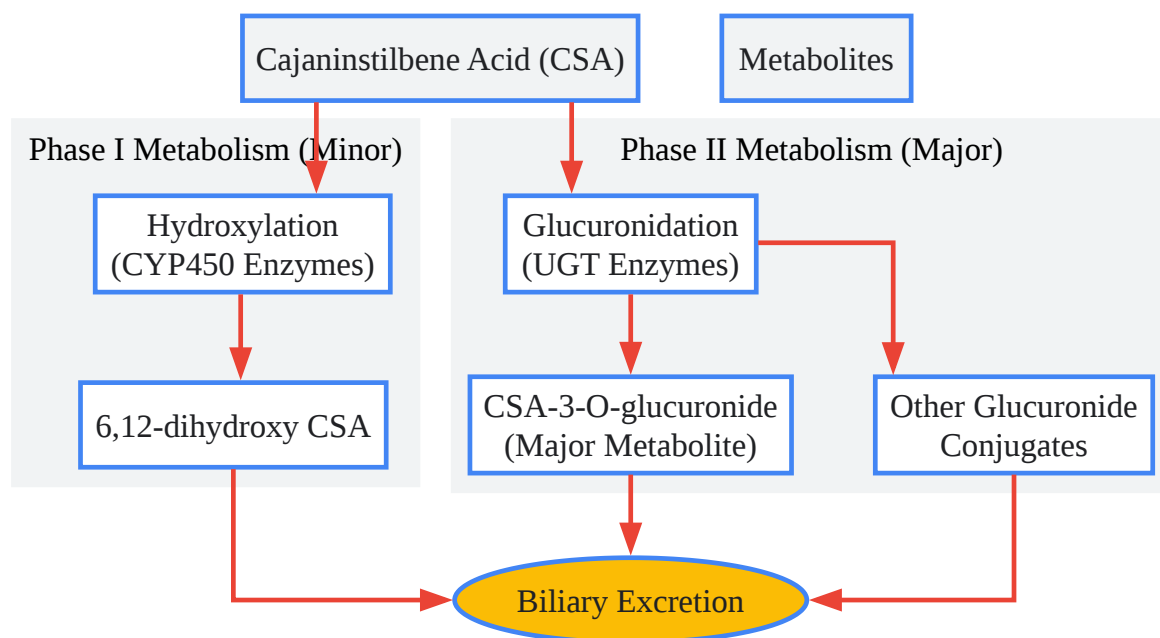 Cajaninstilbene Acid (CSA)
Metabolites
Phase I Metabolism (Minor)
Phase II Metabolism (Major)
Hydroxylation
(CYP450 Enzymes)
Glucuronidation
(UGT Enzymes)
6,12-dihydroxy CSA
CSA-3-O-glucuronide
(Major Metabolite)
Other Glucuronide
Conjugates
Biliary Excretion